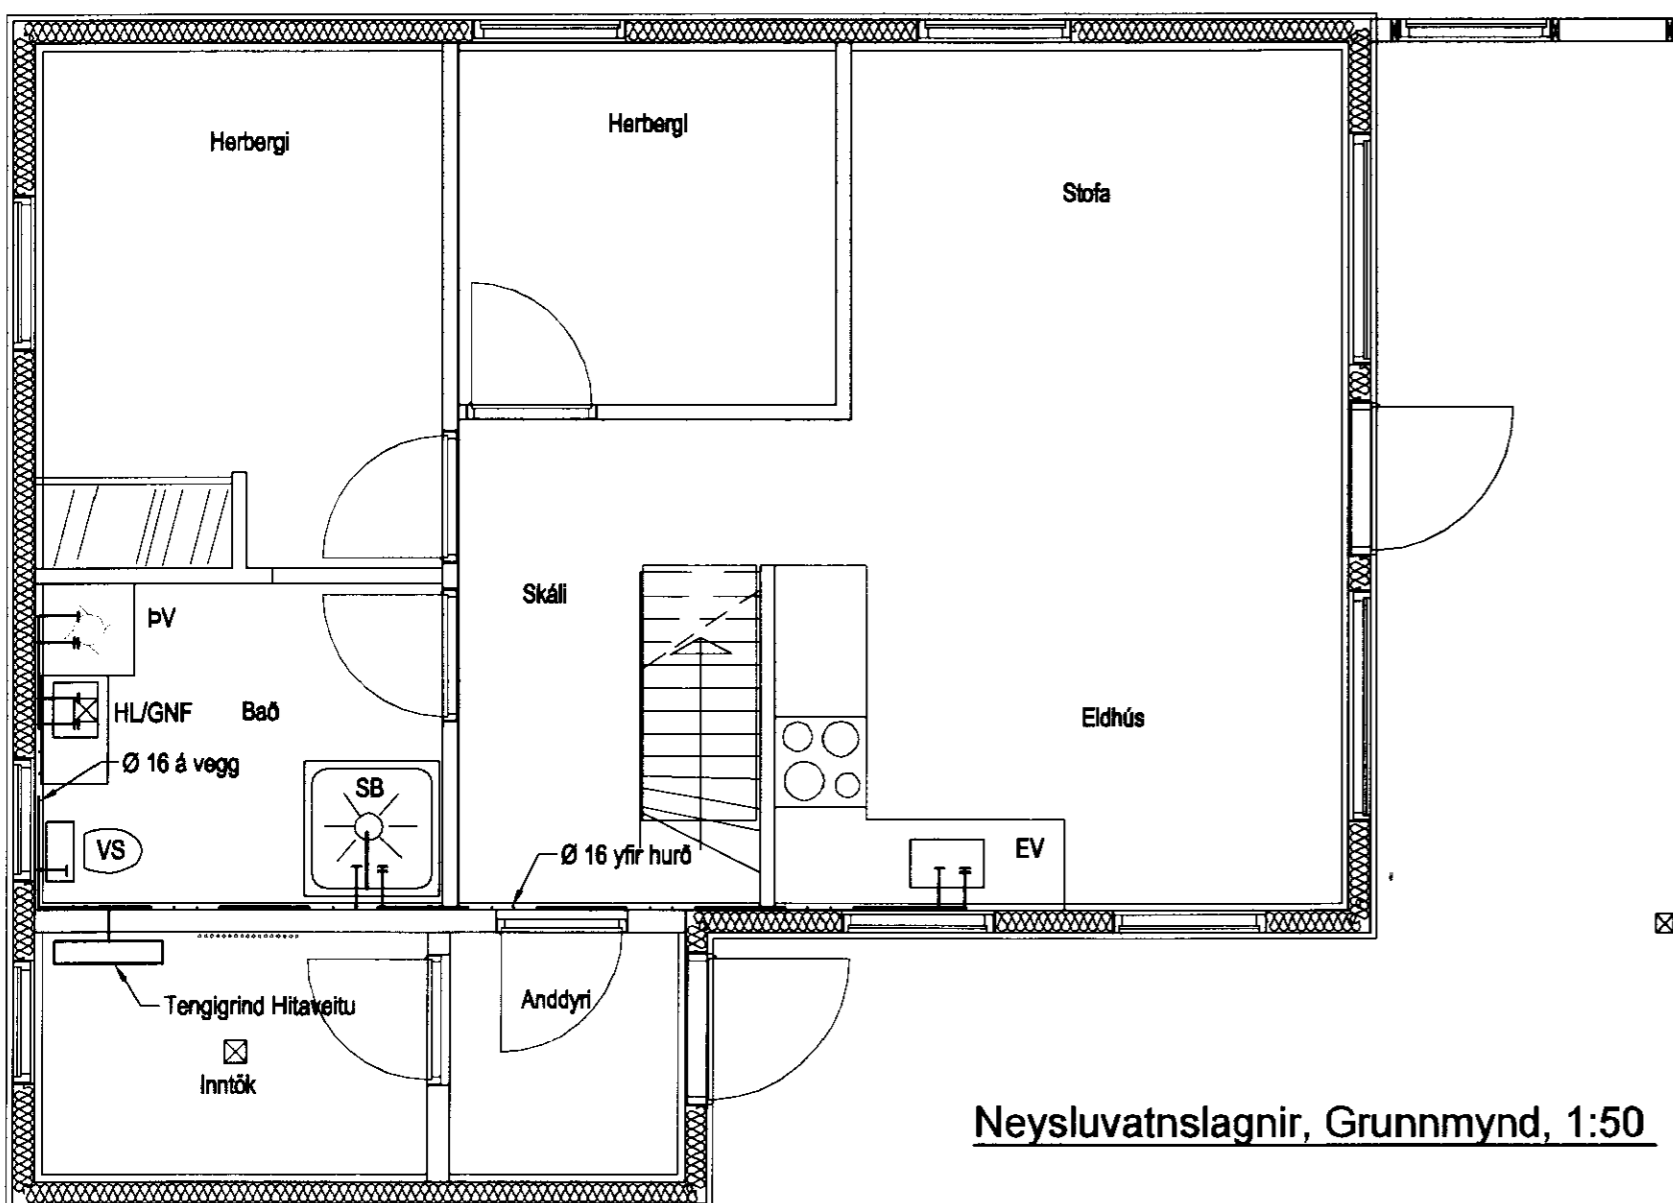 Herbergi
Herbergi
Stofa
Skáli
ÞV
HL/GNF
Bað
Eldhús
Ø 16 á vegg
SB
VS
Ø 16 yfir hurð
EV
Tengigrind Hitaveitu
Anddyri
Inntök
Neysluvatnslagnir, Grunnmynd, 1:50